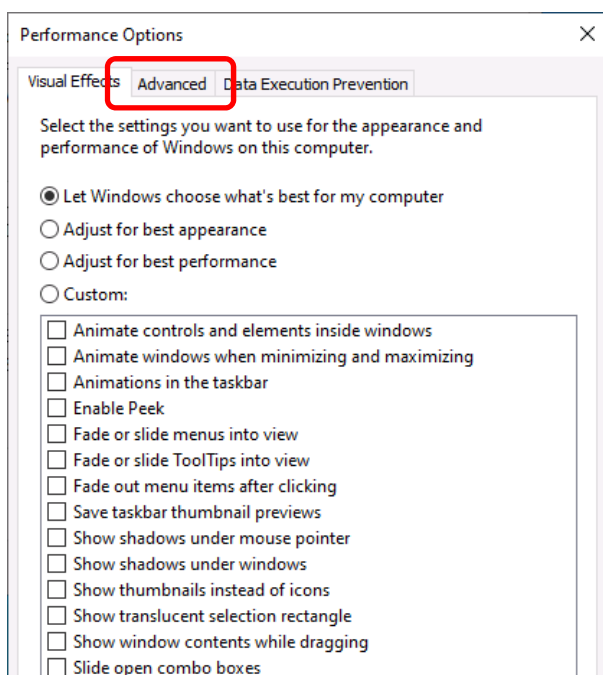 Performance Options
Visual Effects Advanced Data Execution Prevention
Select the settings you want to use for the appearance and
performance of Windows on this computer.
Let Windows choose what's best for my computer
Adjust for best appearance
Adjust for best performance
Custom:
Animate controls and elements inside windows
Animate windows when minimizing and maximizing
Animations in the taskbar
Enable Peek
Fade or slide menus into view
Fade or slide ToolTips into view
Fade out menu items after clicking
Save taskbar thumbnail previews
Show shadows under mouse pointer
Show shadows under windows
Show thumbnails instead of icons
Show translucent selection rectangle
Show window contents while dragging
Slide open combo boxes